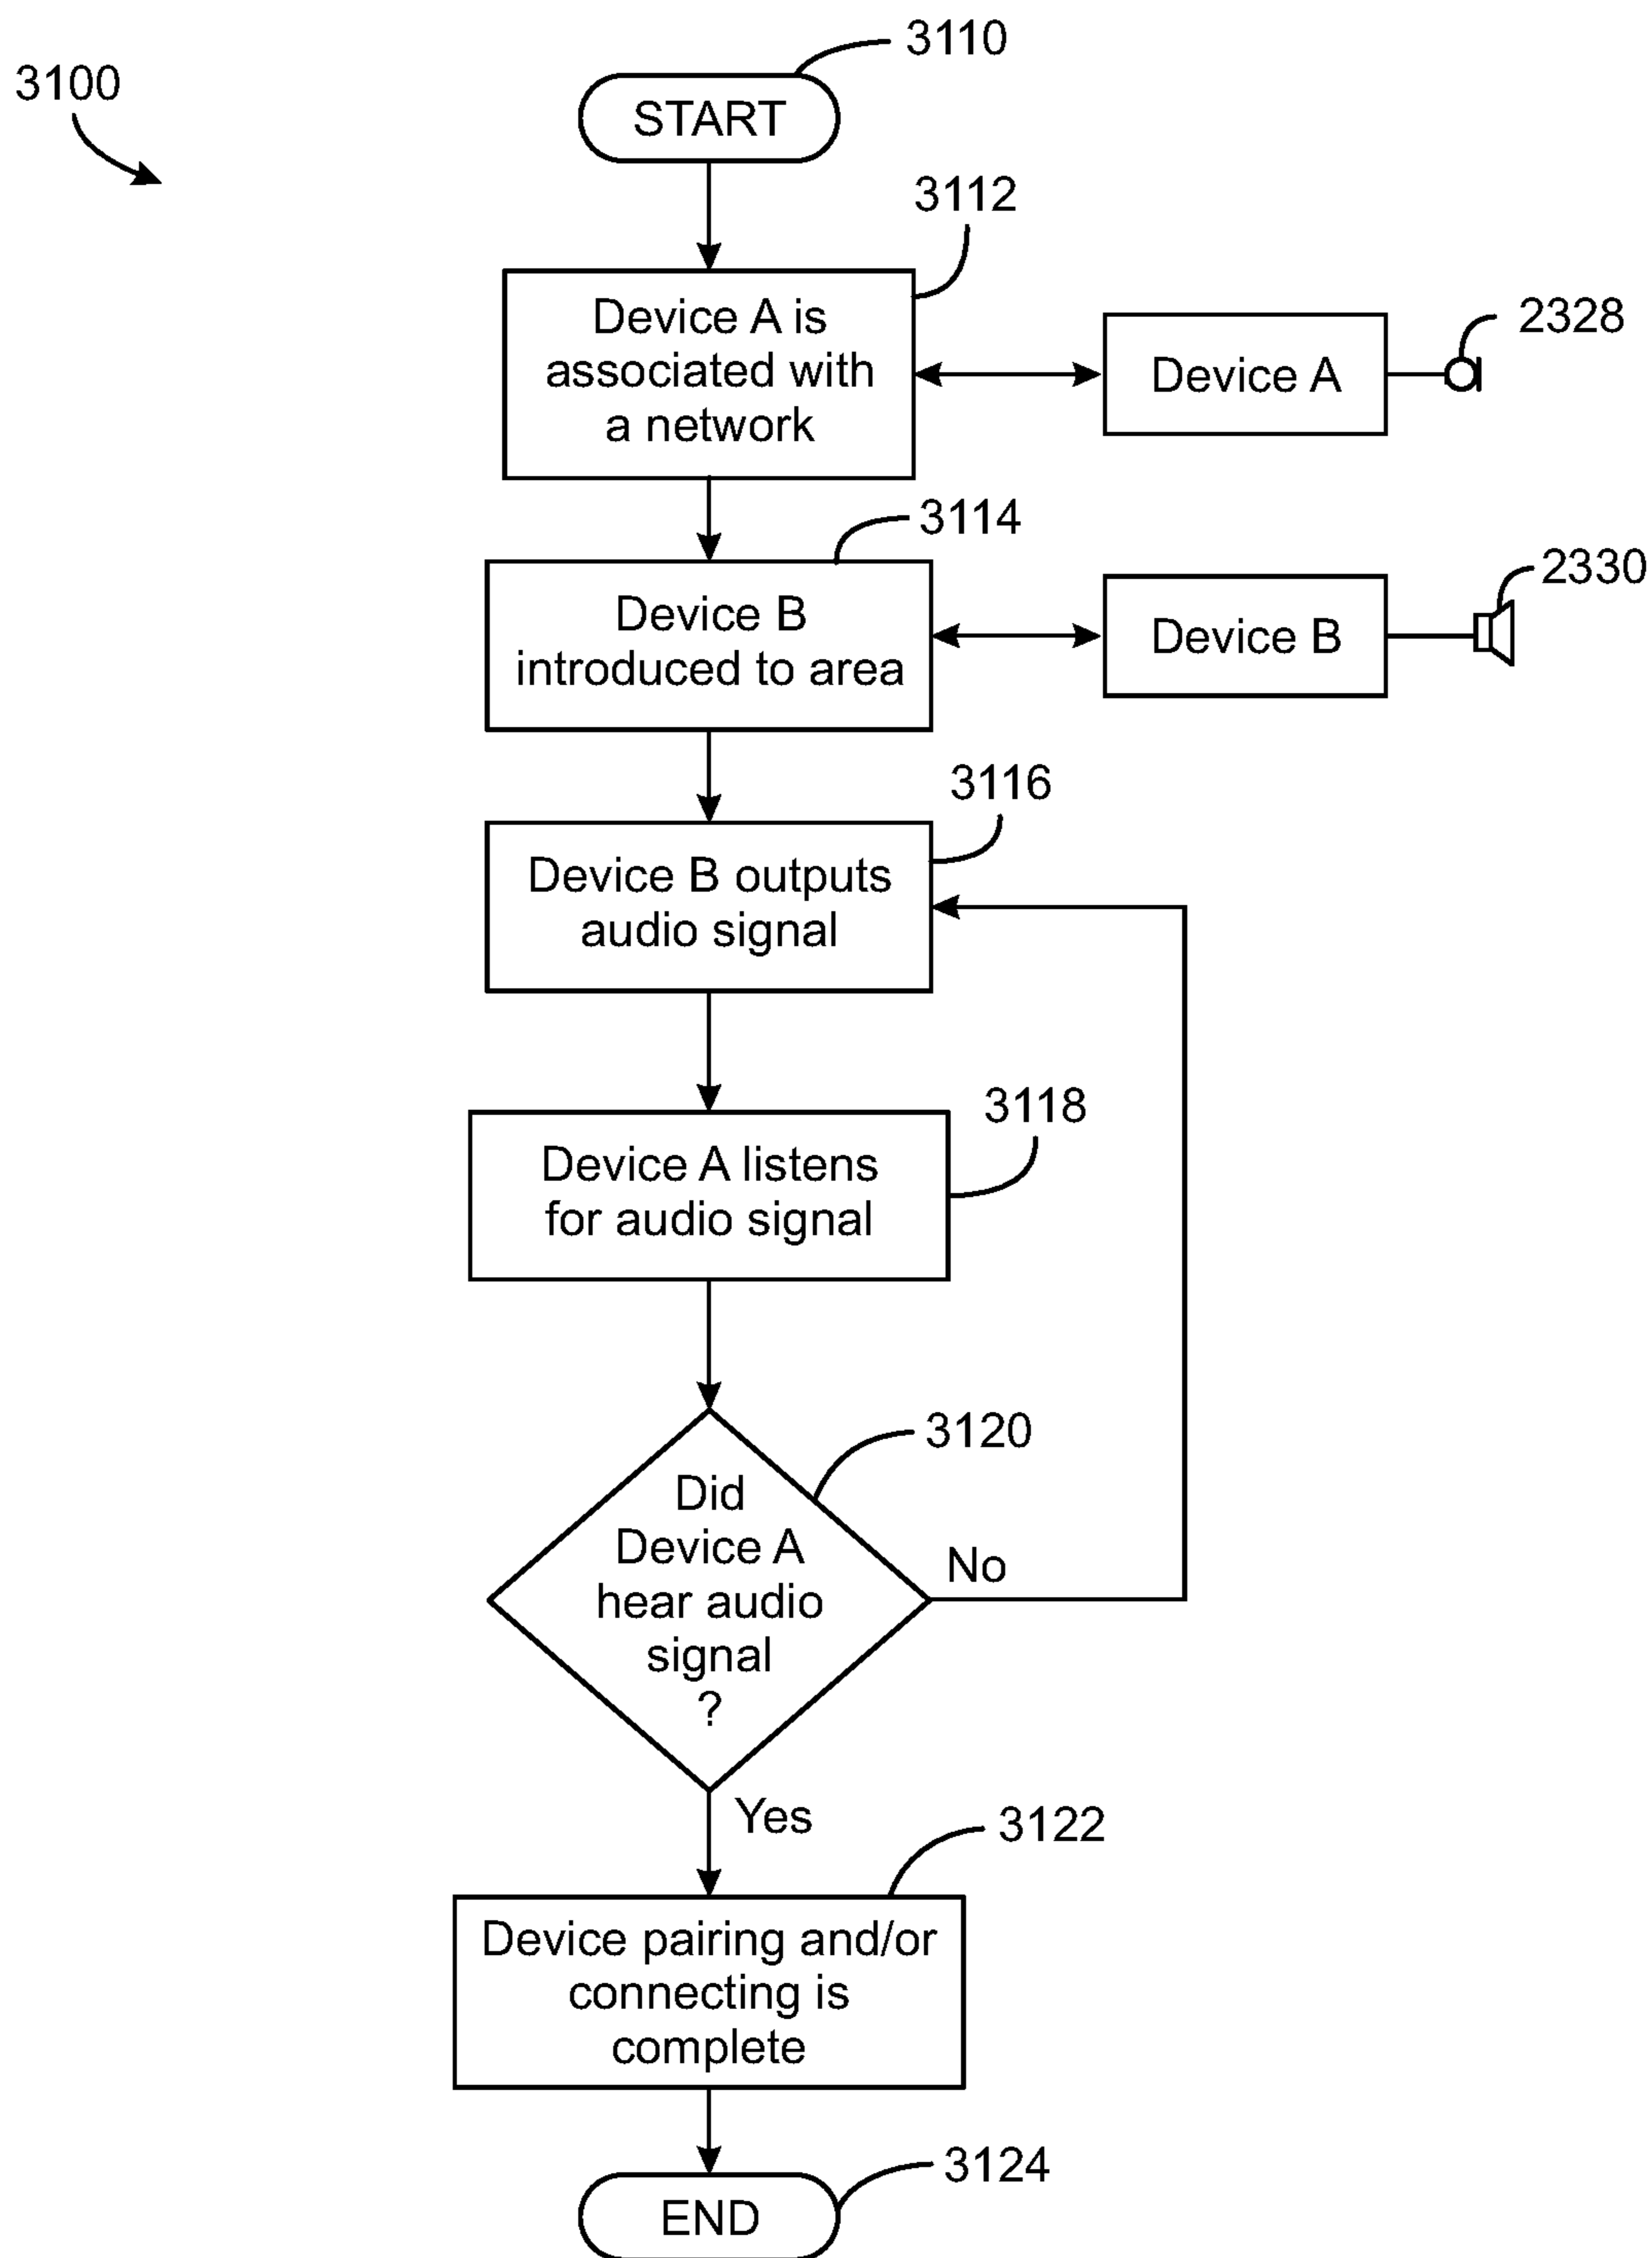 3110
3100
START
3112
Device A is
associated with
a network
Device A
2328
3114
Device B
introduced to area
Device B
2330
3116
Device B outputs
audio signal
3118
Device A listens
for audio signal
3120
Did
Device A
hear audio
signal
?
No
Yes
3122
Device pairing and/or
connecting is
complete
3124
END